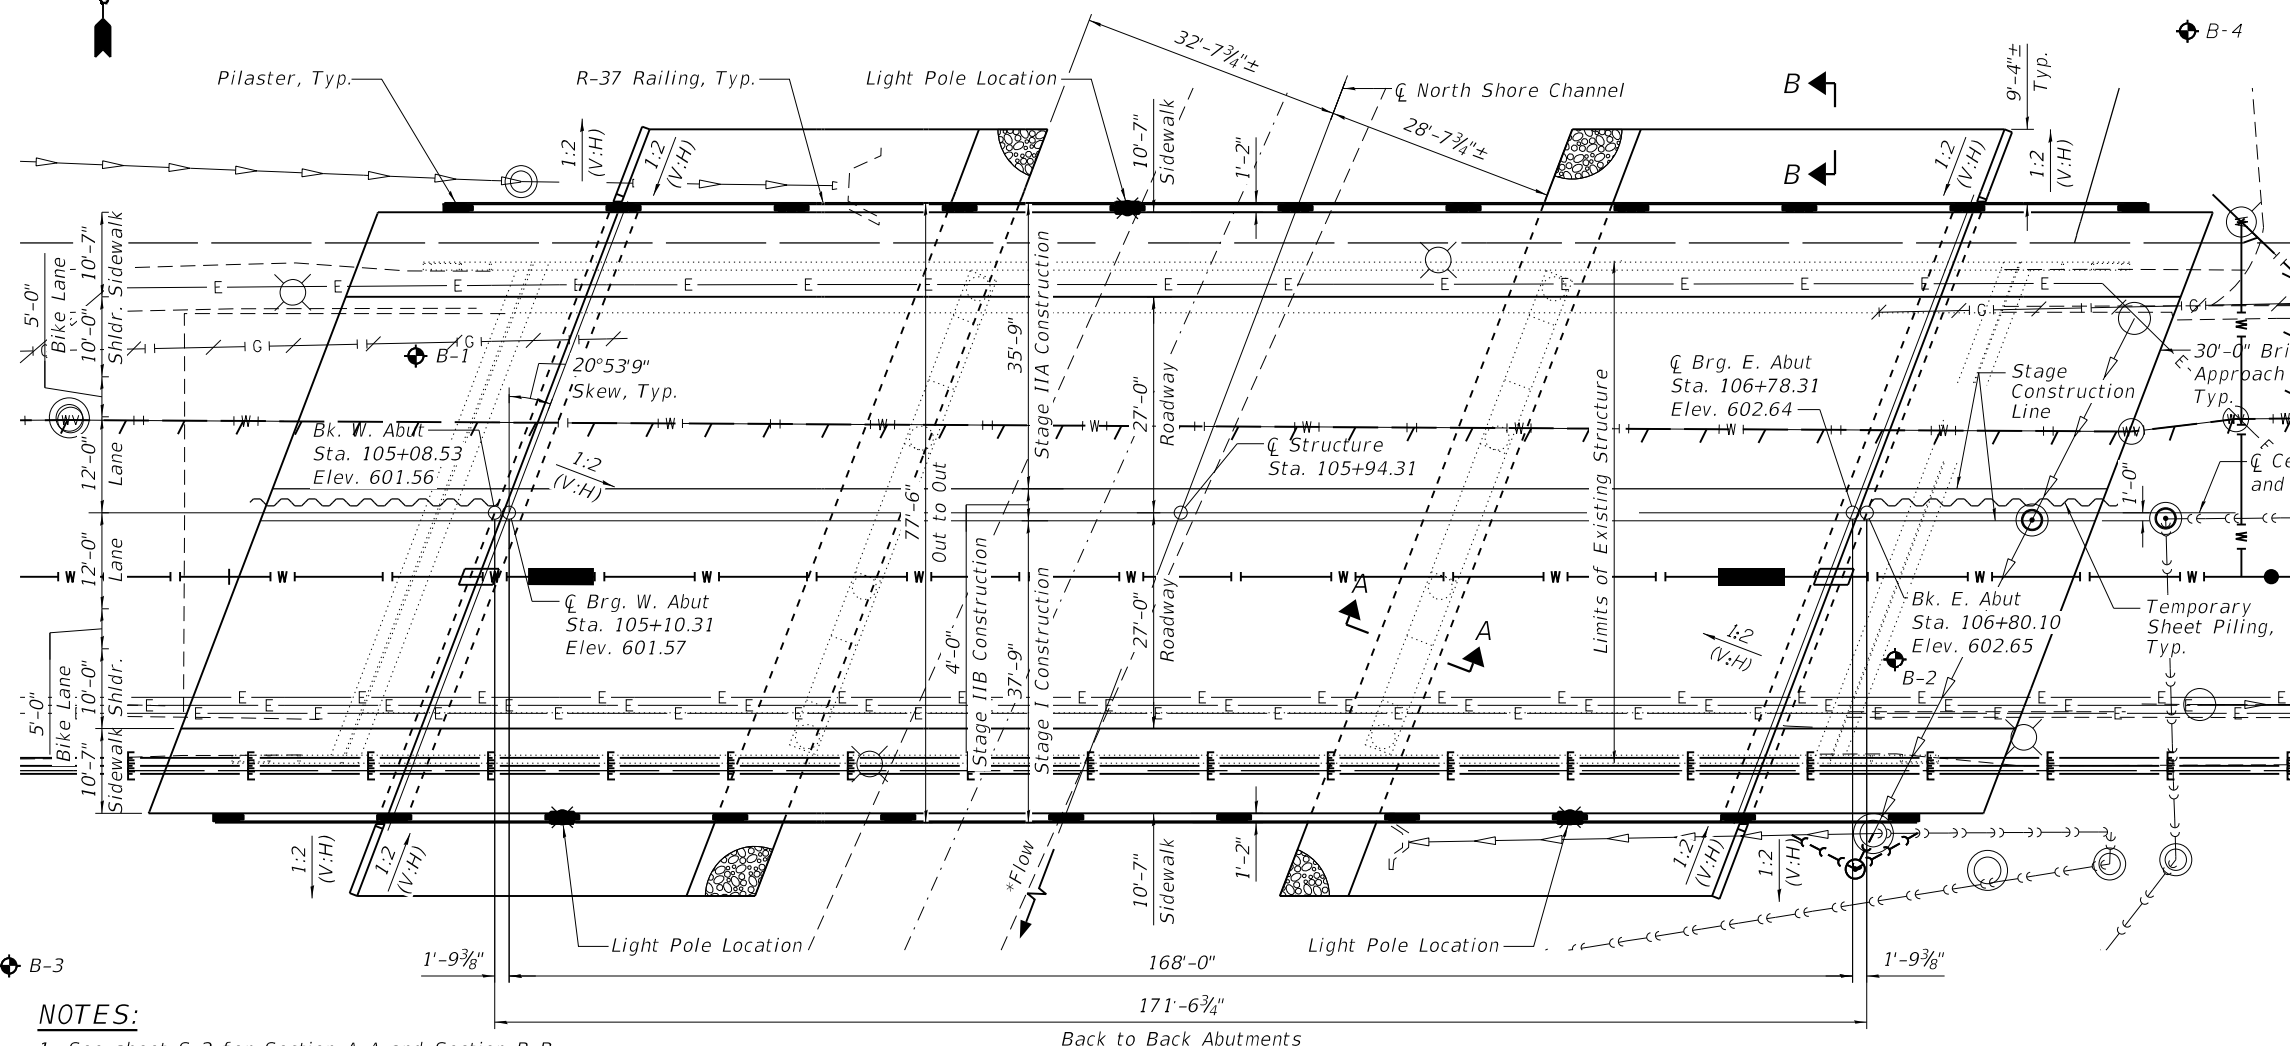 B-4
32'-7¾"±
Pilaster, Typ.
R-37 Railing, Typ.
Light Pole Location
℄ North Shore Channel
B
9'-4"±
Typ.
28'-7¾"±
B
1:2
(V:H)
1:2
(V:H)
10'-7"
Sidewalk
1'-2"
1:2
(V:H)
1:2
(V:H)
10'-7"
Sidewalk
5'-0"
Bike Lane
10'-0"
Shldr.
E E E E E E E E E E E E E E E E
G G G G
B-1
20°53'9"
Skew, Typ.
35'-9"
Stage IIA Construction
27'-0"
Roadway
Limits of Existing Structure
℄ Brg. E. Abut
Sta. 106+78.31
Elev. 602.64
Stage
Construction
Line
30'-0" Bri
Approach
Typ.
WV W W W W W W W W WV W
Bk. W. Abut
Sta. 105+08.53
Elev. 601.56
12'-0"
Lane
1:2
(V:H)
77'-6"
Out to Out
℄ Structure
Sta. 105+94.31
℄ Ce
and
1'-0"
12'-0"
Lane
W W W W W W W W W W
℄ Brg. W. Abut
Sta. 105+10.31
Elev. 601.57
4'-0"
Stage IIB Construction
37'-9"
Stage I Construction
27'-0"
Roadway
A
A
1:2
(V:H)
Bk. E. Abut
Sta. 106+80.10
Elev. 602.65
B-2
Temporary
Sheet Piling,
Typ.
5'-0"
Bike Lane
10'-0"
Shldr.
10'-7"
Sidewalk
1:2
(V:H)
1:2
(V:H)
*Flow
10'-7"
Sidewalk
1'-2"
1:2
(V:H)
1:2
(V:H)
Light Pole Location
Light Pole Location
B-3
1'-9⅜"
168'-0"
1'-9⅜"
171'-6¾"
Back to Back Abutments
NOTES:
1. See sheet S-2 for Section A-A and Section B-B